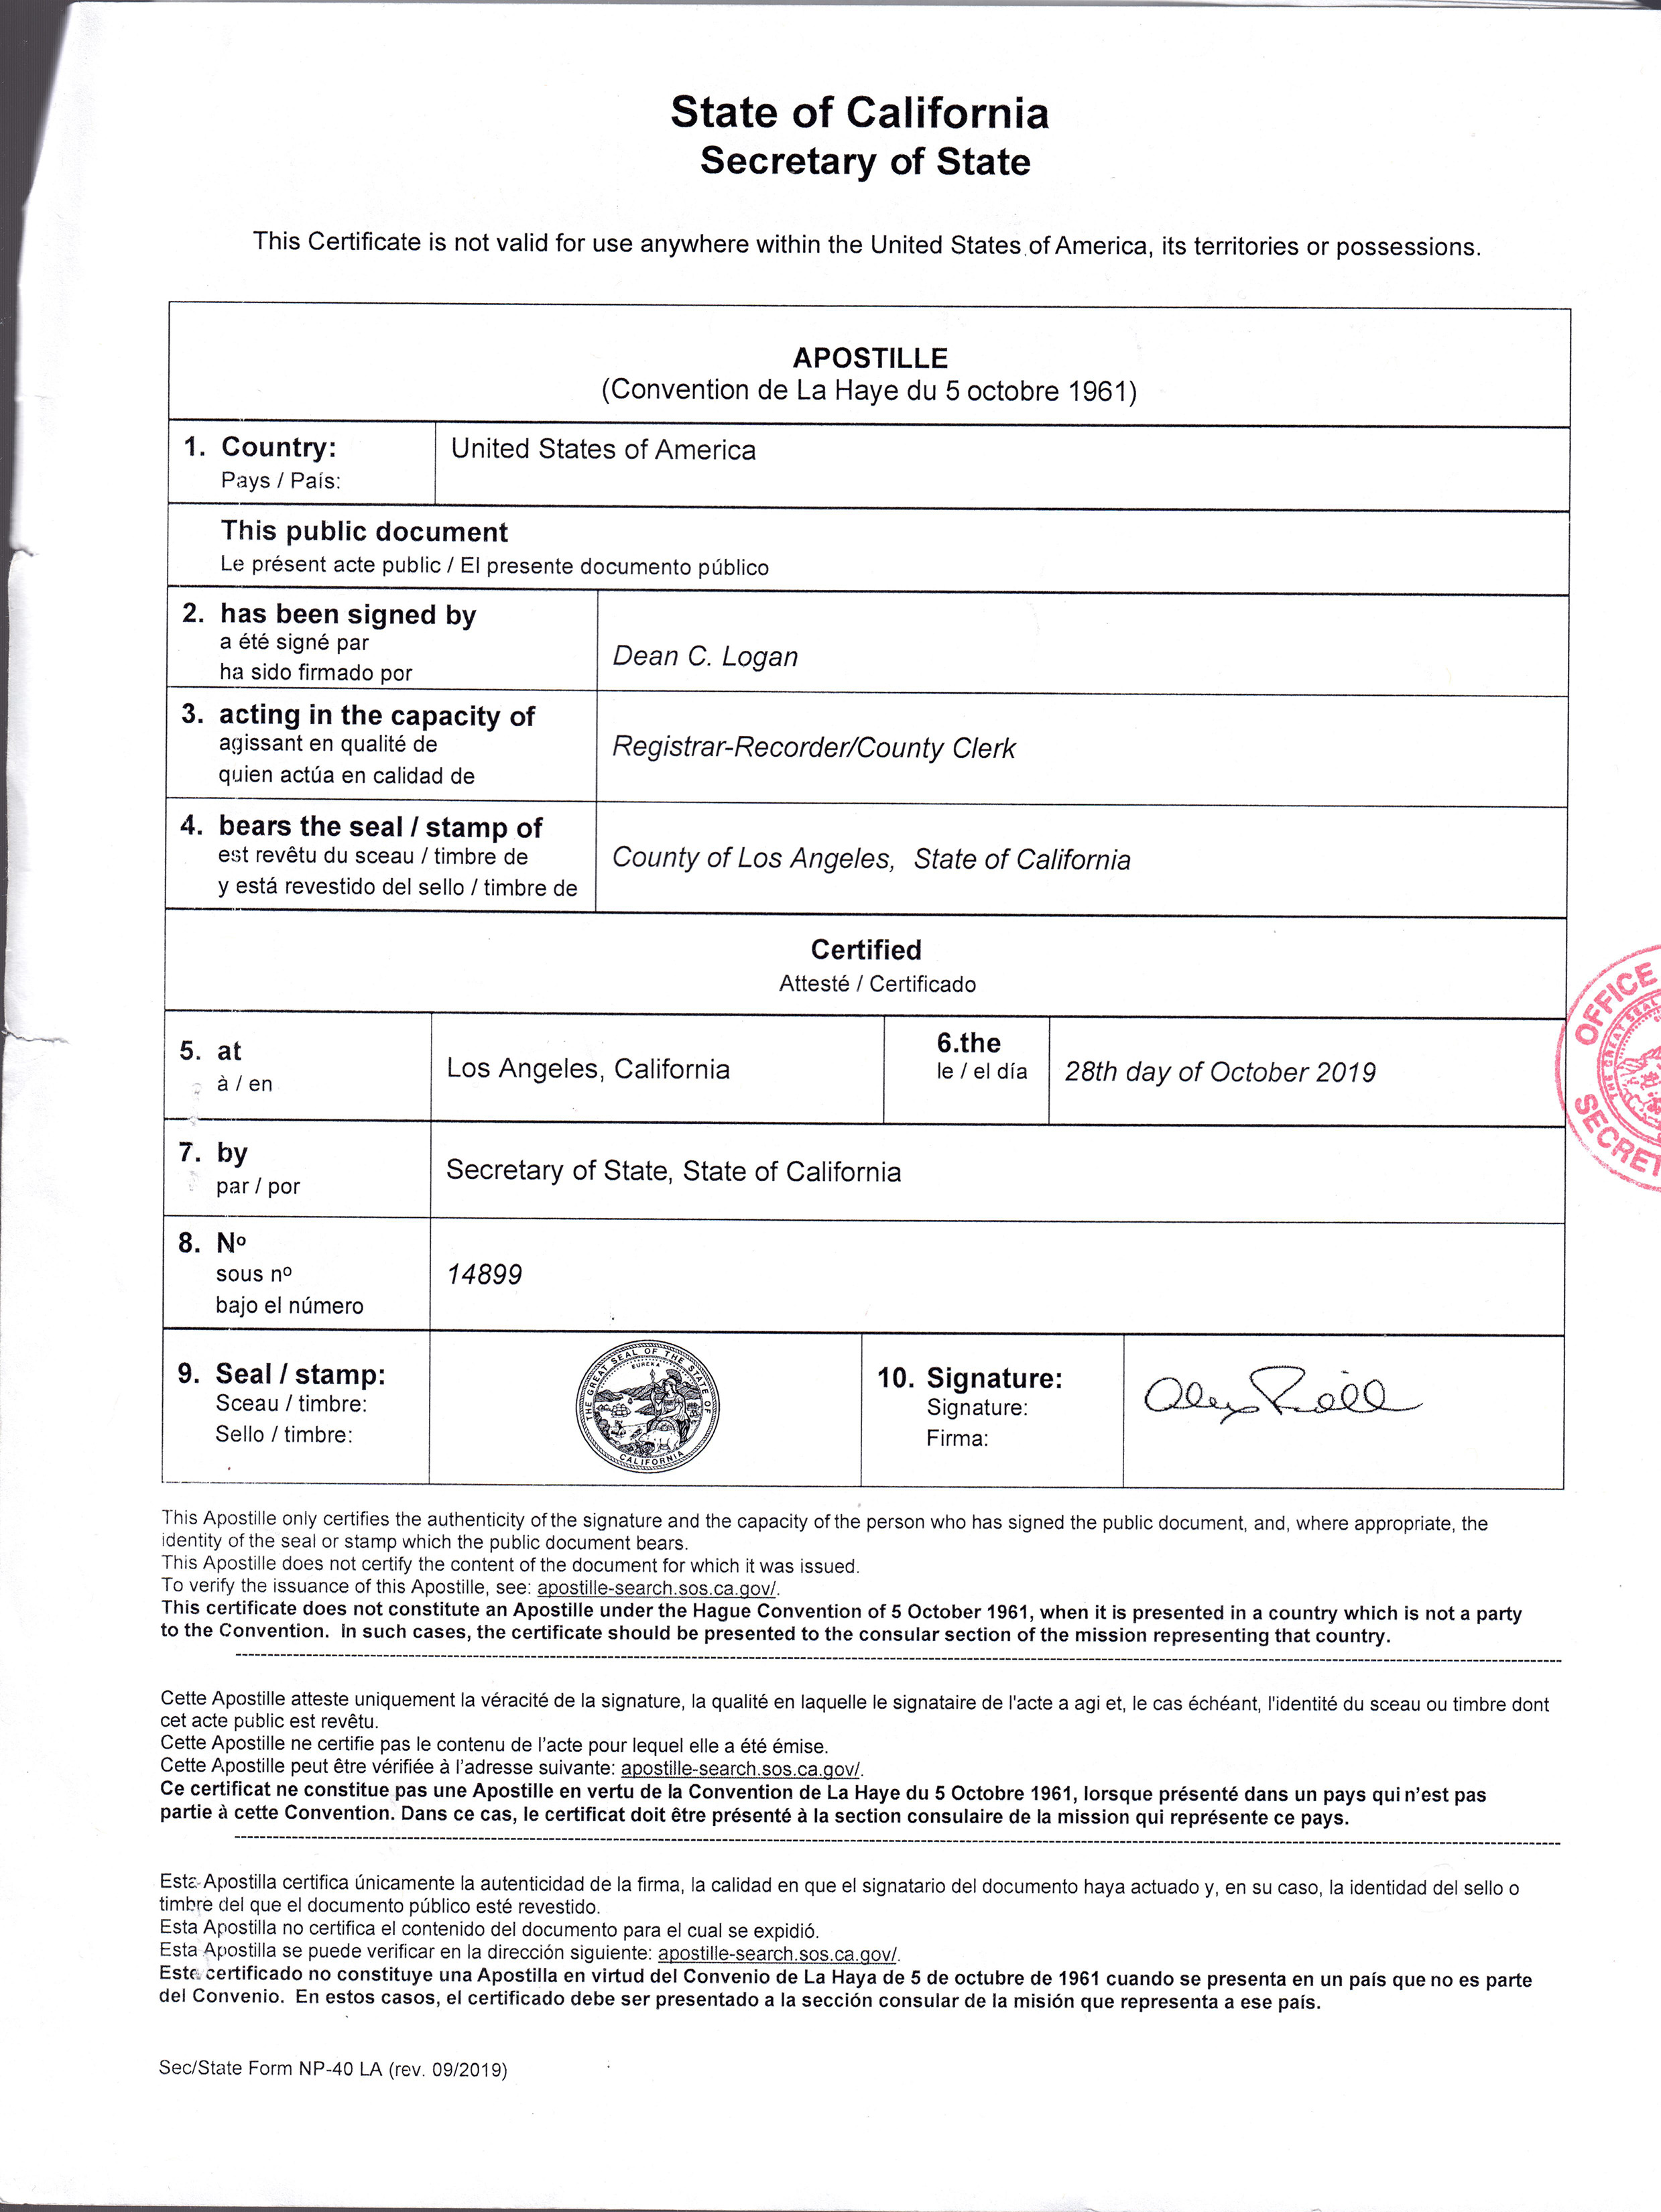 State of California
Secretary of State
This Certificate is not valid for use anywhere within the United States of America, its territories or possessions.
APOSTILLE
(Convention de La Haye du 5 octobre 1961)
1. Country:
Pays / País:
United States of America
This public document
Le présent acte public / El presente documento público
2. has been signed by
a été signé par
ha sido firmado por
Dean C. Logan
3. acting in the capacity of
agissant en qualité de
quien actúa en calidad de
Registrar-Recorder/County Clerk
4. bears the seal / stamp of
est revêtu du sceau / timbre de
y está revestido del sello / timbre de
County of Los Angeles, State of California
Certified
Attesté / Certificado
5. at
à / en
Los Angeles, California
6.the
le / el día
28th day of October 2019
7. by
par / por
Secretary of State, State of California
8. Nº
sous nº
bajo el número
14899
9. Seal / stamp:
Sceau / timbre:
Sello / timbre:
THE GREAT SEAL OF THE STATE OF
EUREKA
CALIFORNIA
10. Signature:
Signature:
Firma:
OFFICE
THE GREAT SEAL
SECRET
This Apostille only certifies the authenticity of the signature and the capacity of the person who has signed the public document, and, where appropriate, the
identity of the seal or stamp which the public document bears.
This Apostille does not certify the content of the document for which it was issued.
To verify the issuance of this Apostille, see: apostille-search.sos.ca.gov/.
This certificate does not constitute an Apostille under the Hague Convention of 5 October 1961, when it is presented in a country which is not a party
to the Convention. In such cases, the certificate should be presented to the consular section of the mission representing that country.
Cette Apostille atteste uniquement la véracité de la signature, la qualité en laquelle le signataire de l'acte a agi et, le cas échéant, l'identité du sceau ou timbre dont
cet acte public est revêtu.
Cette Apostille ne certifie pas le contenu de l'acte pour lequel elle a été émise.
Cette Apostille peut être vérifiée à l'adresse suivante: apostille-search.sos.ca.gov/.
Ce certificat ne constitue pas une Apostille en vertu de la Convention de La Haye du 5 Octobre 1961, lorsque présenté dans un pays qui n'est pas
partie à cette Convention. Dans ce cas, le certificat doit être présenté à la section consulaire de la mission qui représente ce pays.
Esta Apostilla certifica únicamente la autenticidad de la firma, la calidad en que el signatario del documento haya actuado y, en su caso, la identidad del sello o
timbre del que el documento público esté revestido.
Esta Apostilla no certifica el contenido del documento para el cual se expidió.
Esta Apostilla se puede verificar en la dirección siguiente: apostille-search.sos.ca.gov/.
Este certificado no constituye una Apostilla en virtud del Convenio de La Haya de 5 de octubre de 1961 cuando se presenta en un país que no es parte
del Convenio. En estos casos, el certificado debe ser presentado a la sección consular de la misión que representa a ese país.
Sec/State Form NP-40 LA (rev. 09/2019)